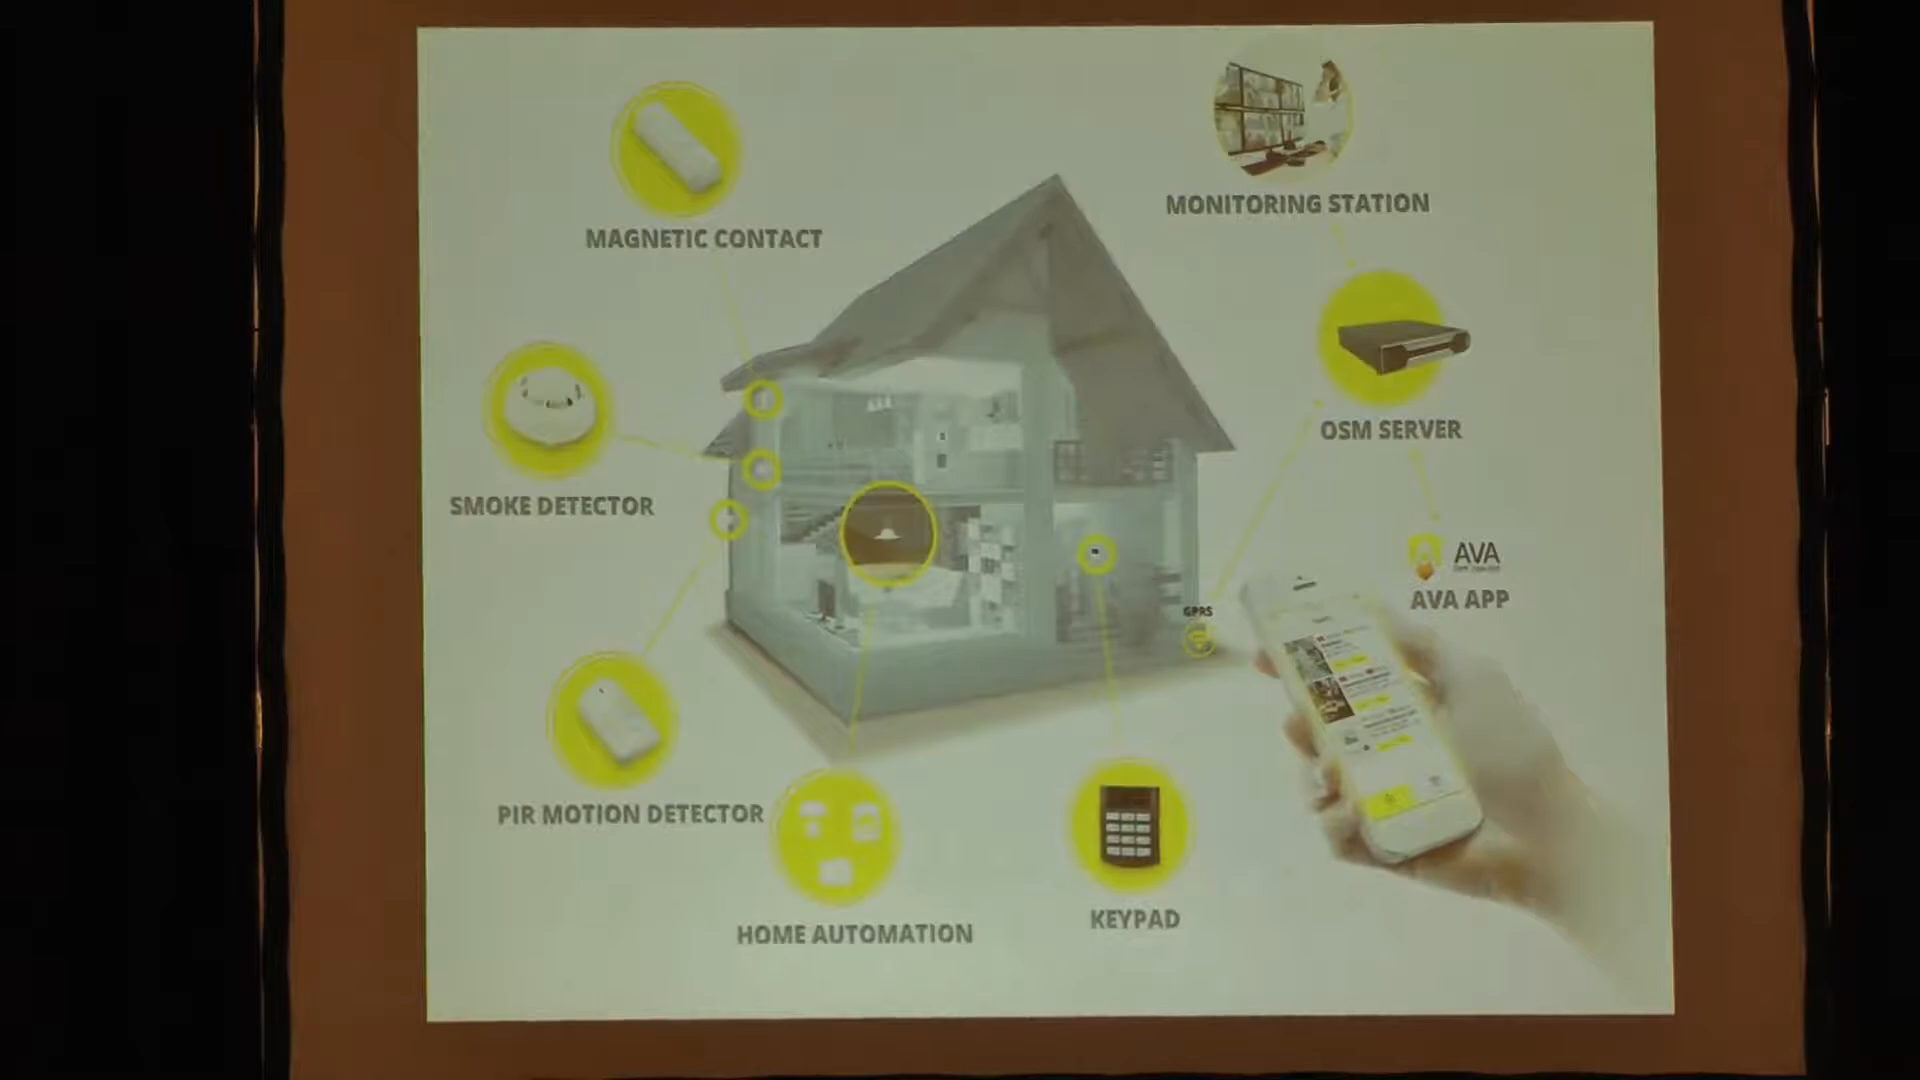 MAGNETIC CONTACT
MONITORING STATION
OSM SERVER
SMOKE DETECTOR
AVA
AVA APP
GPRS
PIR MOTION DETECTOR
HOME AUTOMATION
KEYPAD